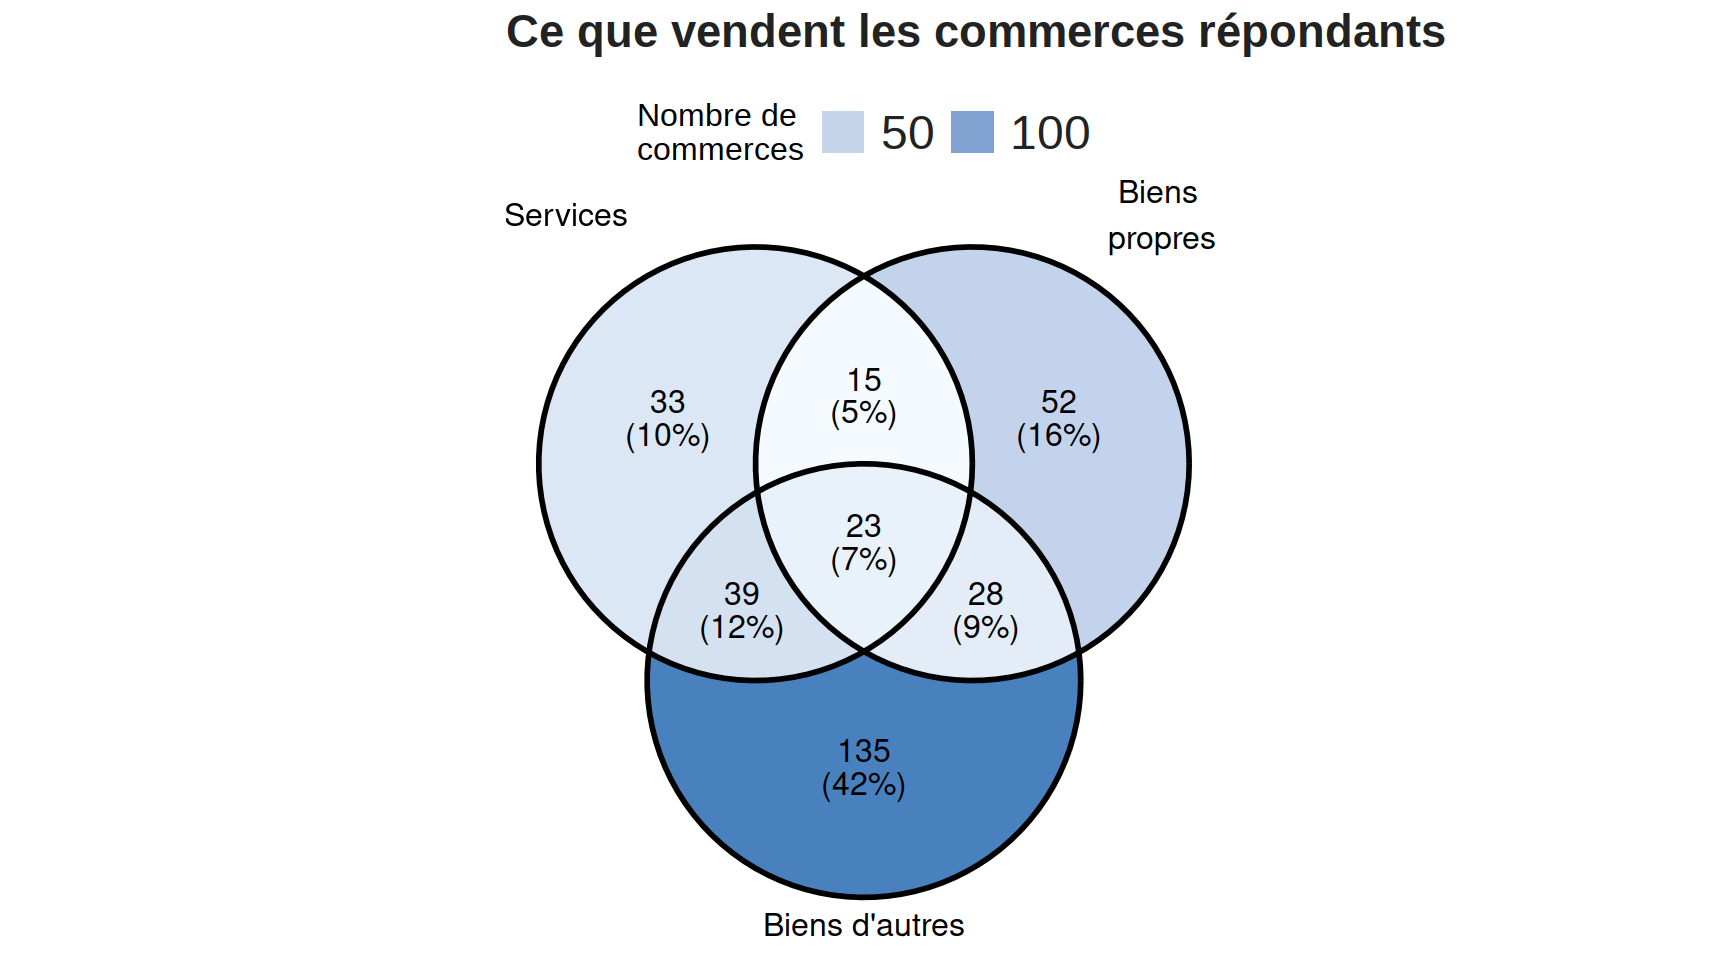 Ce que vendent les commerces répondants
Nombre de
commerces
50
100
Services
Biens
propres
33
(10%)
15
(5%)
52
(16%)
23
(7%)
39
(12%)
28
(9%)
135
(42%)
Biens d'autres